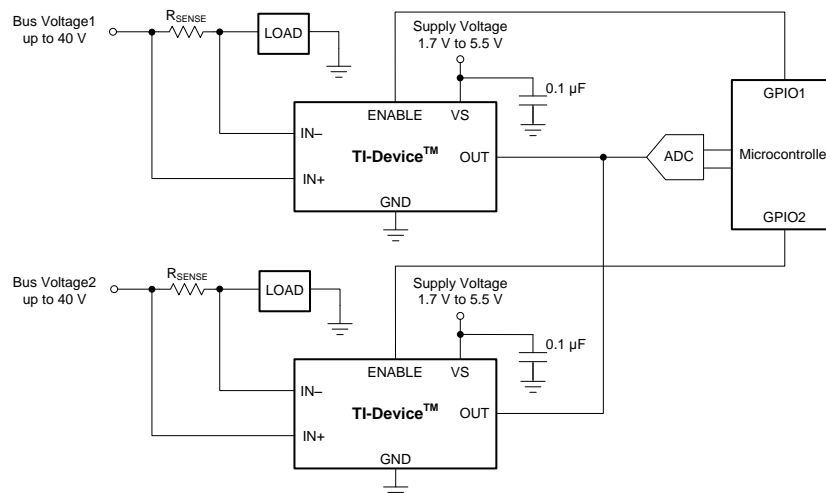 Bus Voltage1
up to 40 V
RSENSE
LOAD
Supply Voltage
1.7 V to 5.5 V
0.1 µF
ENABLE
VS
IN–
TI-Device™
OUT
IN+
GND
ADC
GPIO1
Microcontrolle
GPIO2
Bus Voltage2
up to 40 V
RSENSE
LOAD
Supply Voltage
1.7 V to 5.5 V
0.1 µF
ENABLE
VS
IN–
TI-Device™
OUT
IN+
GND